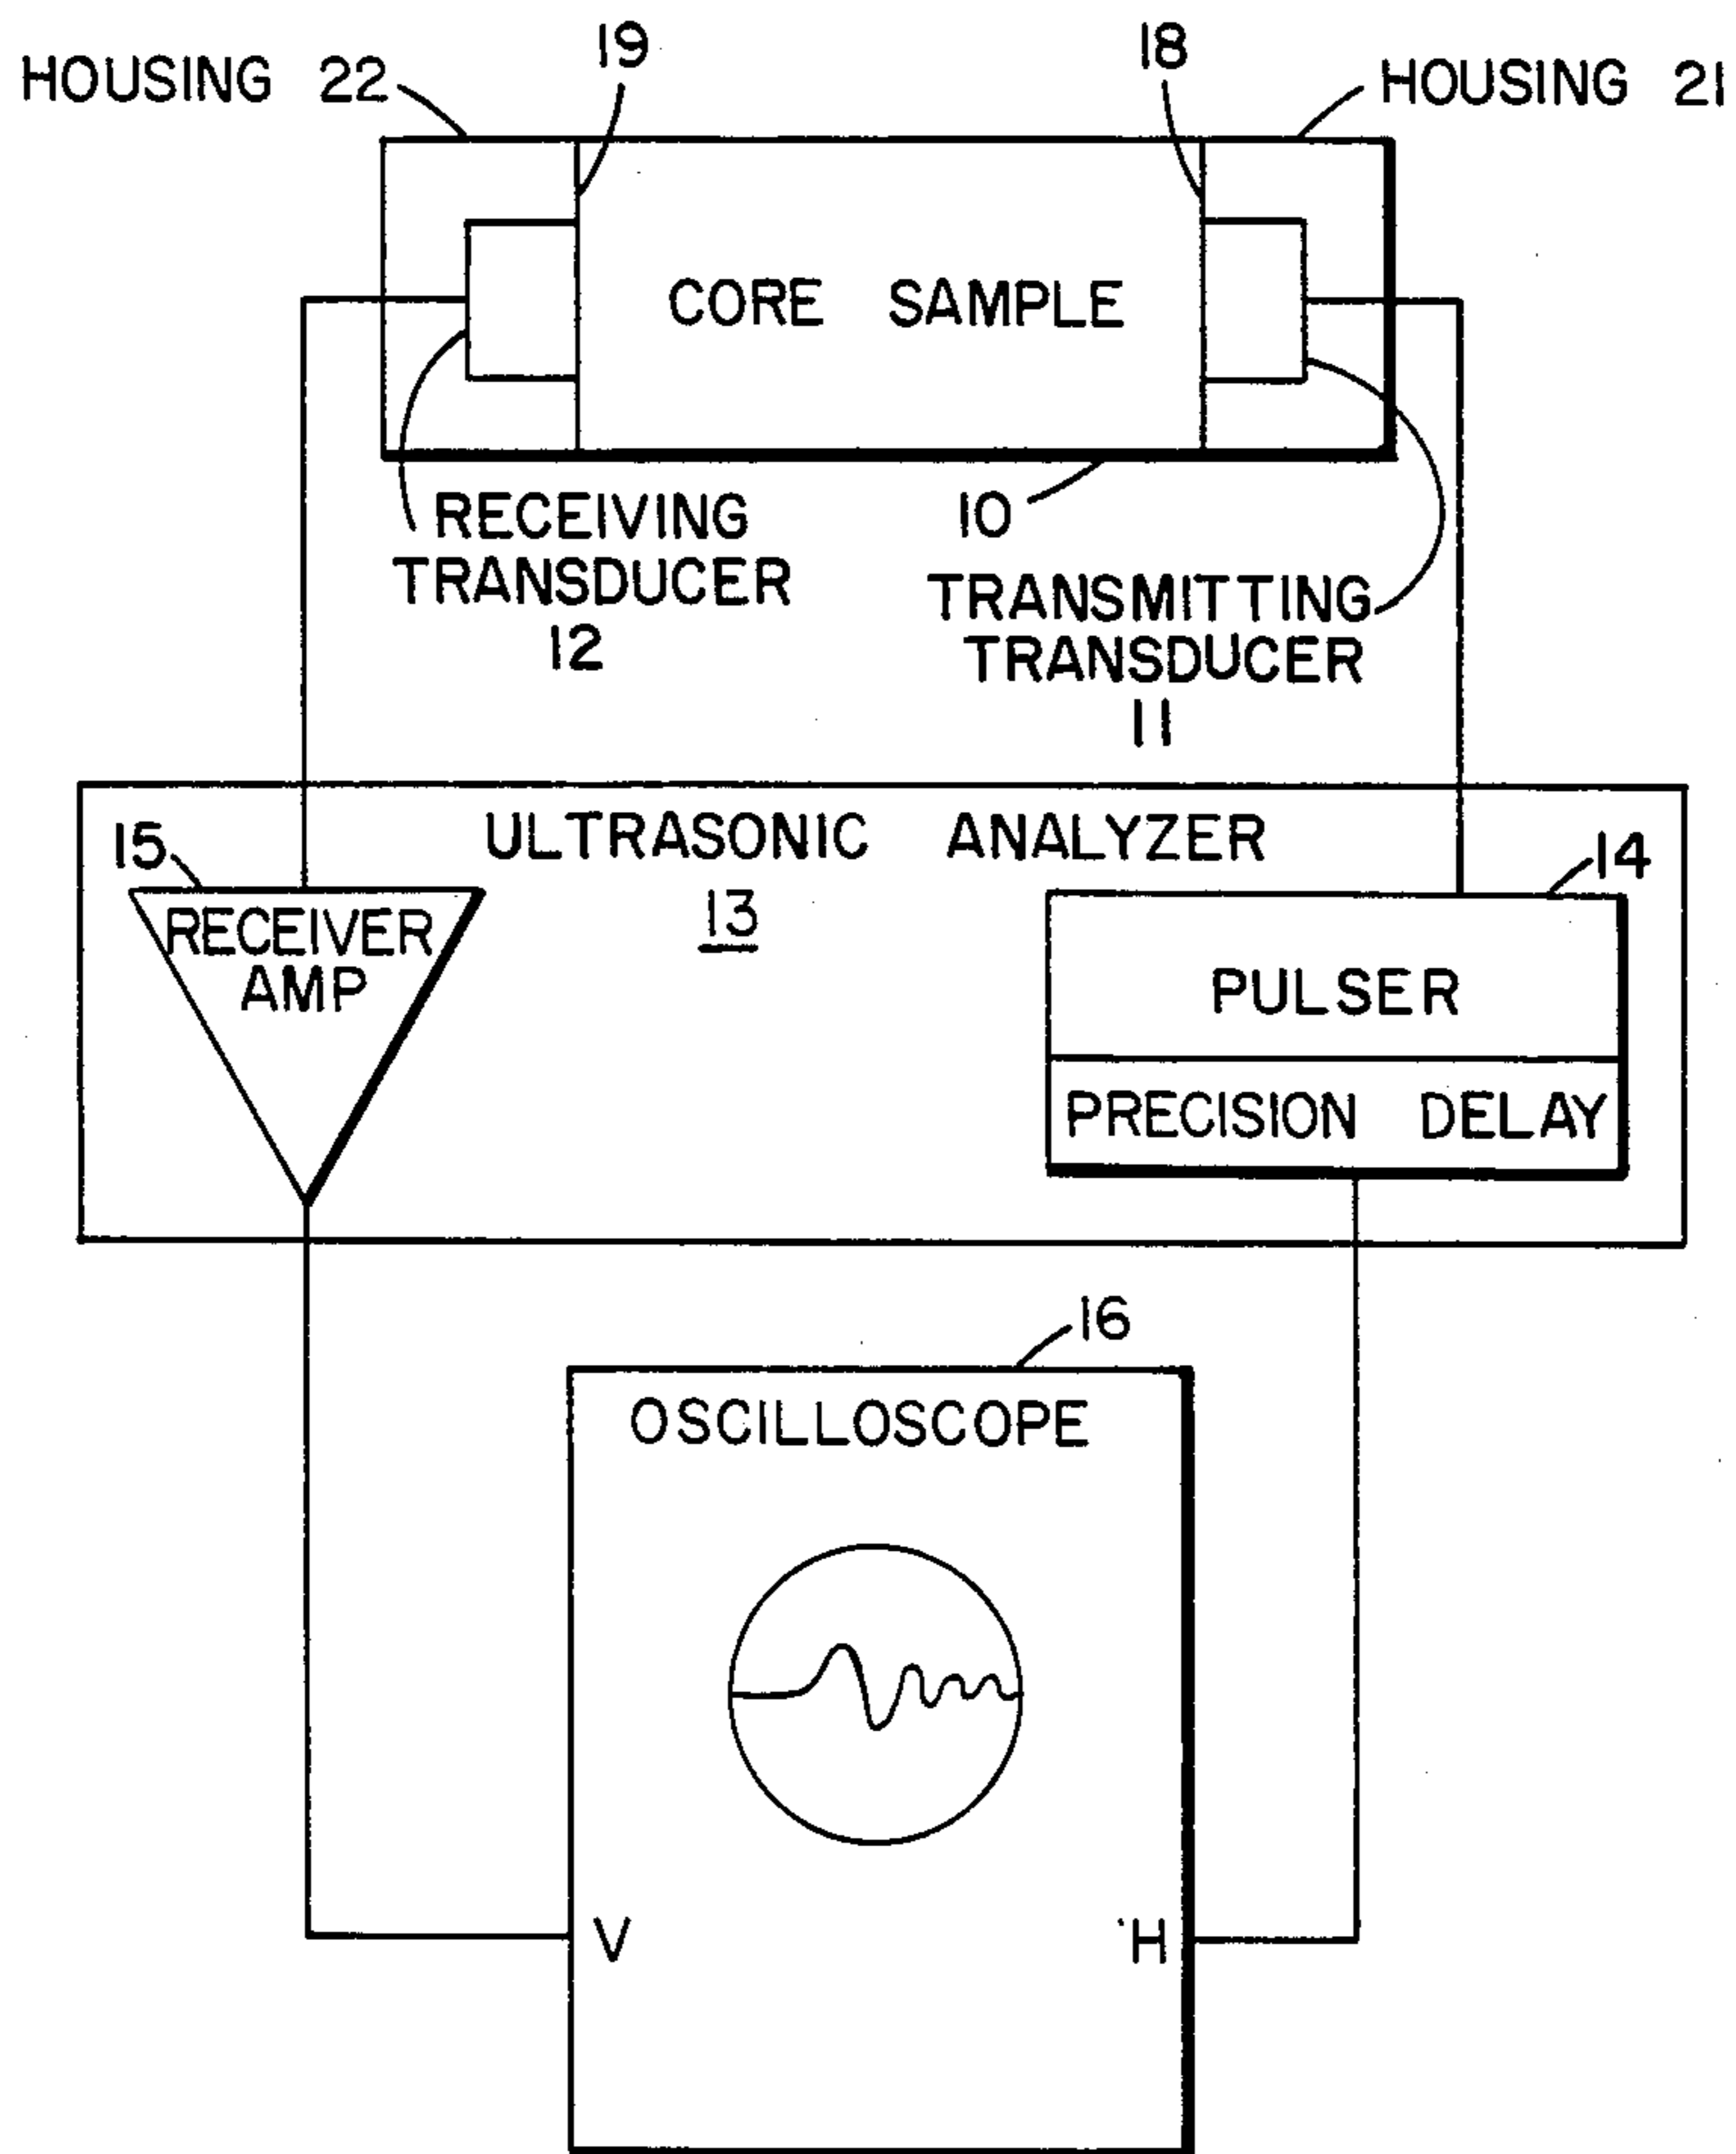 19
18
HOUSING 22
HOUSING 21
CORE SAMPLE
RECEIVING
TRANSDUCER
12
10
TRANSMITTING
TRANSDUCER
11
ULTRASONIC ANALYZER
13
15
RECEIVER
AMP
14
PULSER
PRECISION DELAY
16
OSCILLOSCOPE
V
H